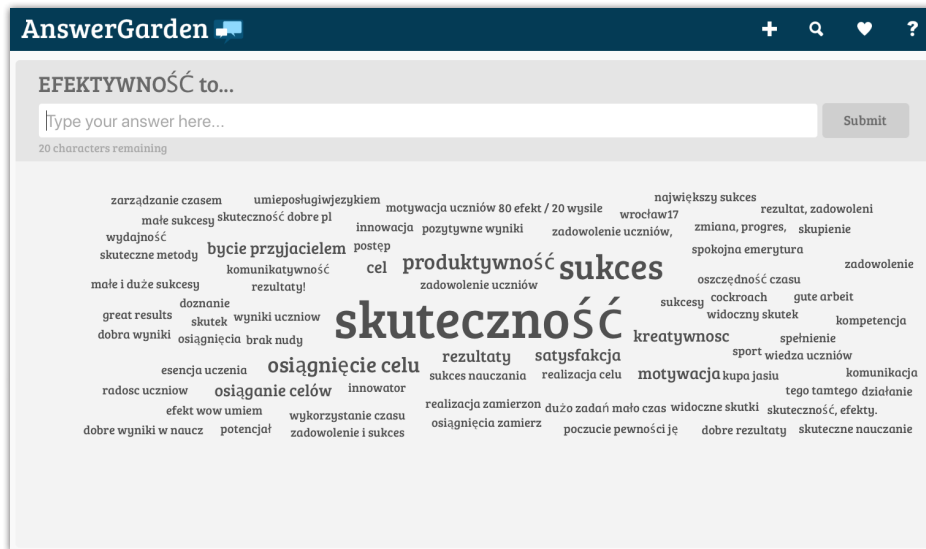 AnswerGarden
EFEKTYWNOŚĆ to...
Type your answer here...
Submit
20 characters remaining
zarządzanie czasem umieposługiwjezykiem największy sukces
motywacja uczniów 80 efekt / 20 wysile rezultat, zadowoleni
małe sukcesy skuteczność dobre pl wrocław17
innowacja pozytywne wyniki zadowolenie uczniów, zmiana, progres, skupienie
wydajność
bycie przyjacielem postęp spokojna emerytura
skuteczne metody
komunikatywność cel produktywność sukces zadowolenie
małe i duże sukcesy rezultaty! zadowolenie uczniów oszczędność czasu
doznanie sukcesy cockroach gute arbeit
great results skutek wyniki uczniow skuteczność widoczny skutek kompetencja
dobra wyniki osiągnięcia brak nudy kreatywnosc spełnienie
rezultaty satysfakcja sport wiedza uczniów
esencja uczenia osiągnięcie celu sukces nauczania realizacja celu motywacja kupa jasiu komunikacja
radosc uczniow osiąganie celów innowator tego tamtego działanie
efekt wow umiem wykorzystanie czasu realizacja zamierzon dużo zadań mało czas widoczne skutki skuteczność, efekty.
dobre wyniki w naucz potencjał zadowolenie i sukces osiągnięcia zamierz poczucie pewności ję dobre rezultaty skuteczne nauczanie